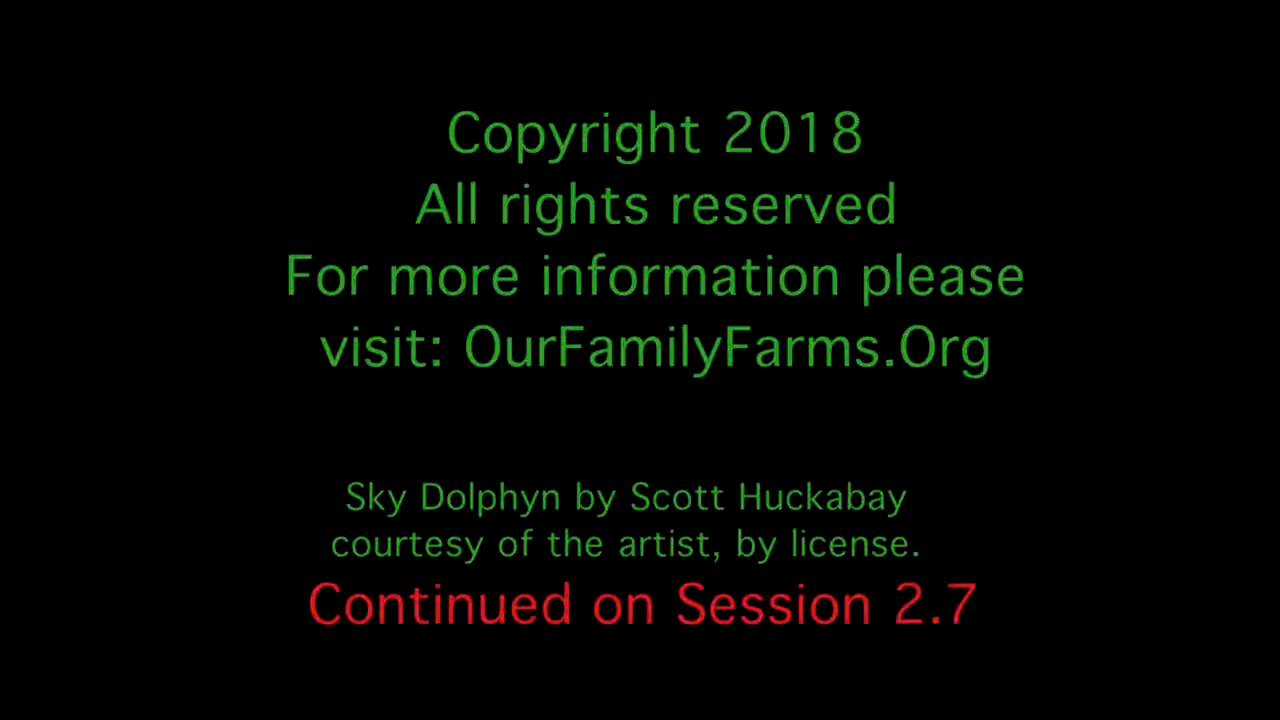 Copyright 2018
All rights reserved
For more information please
visit: OurFamilyFarms.Org
Sky Dolphyn by Scott Huckabay
courtesy of the artist, by license.
Continued on Session 2.7